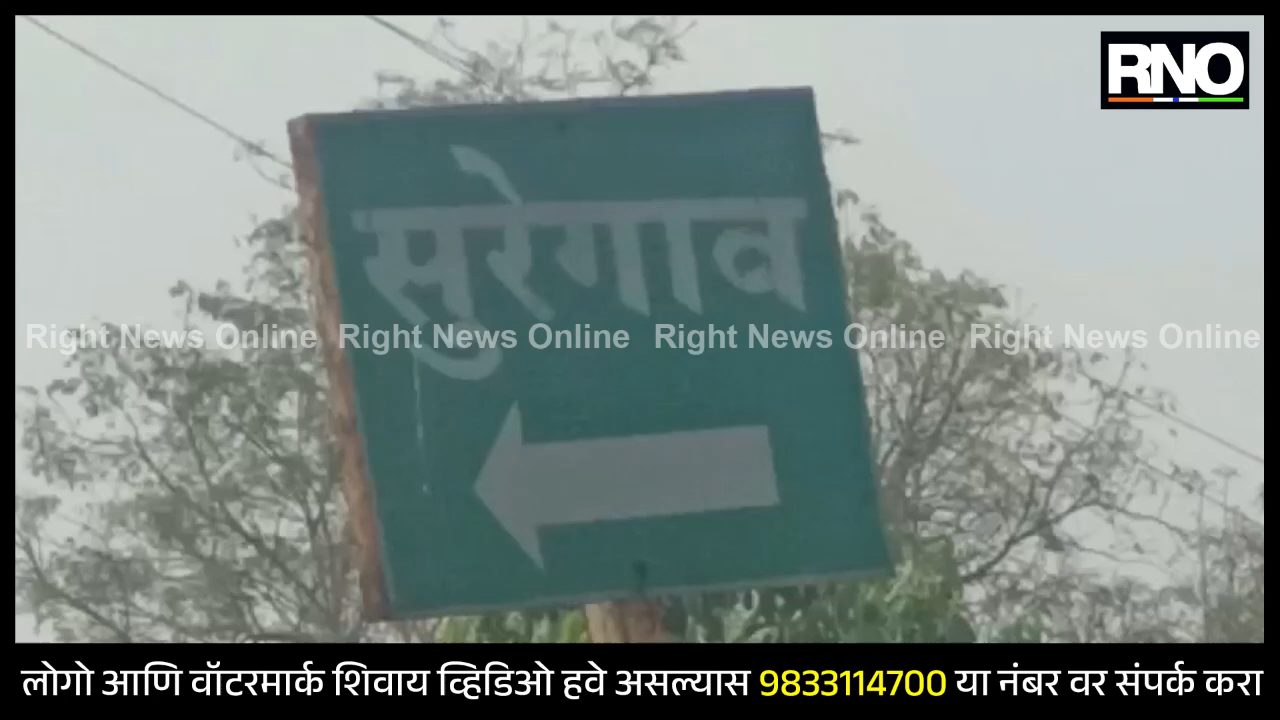 RNO
सुरेगाव
Right News Online Right News Online Right News Online Right News Online
लोगो आणि वॉटरमार्क शिवाय व्हिडिओ हवे असल्यास 9833114700 या नंबर वर संपर्क करा